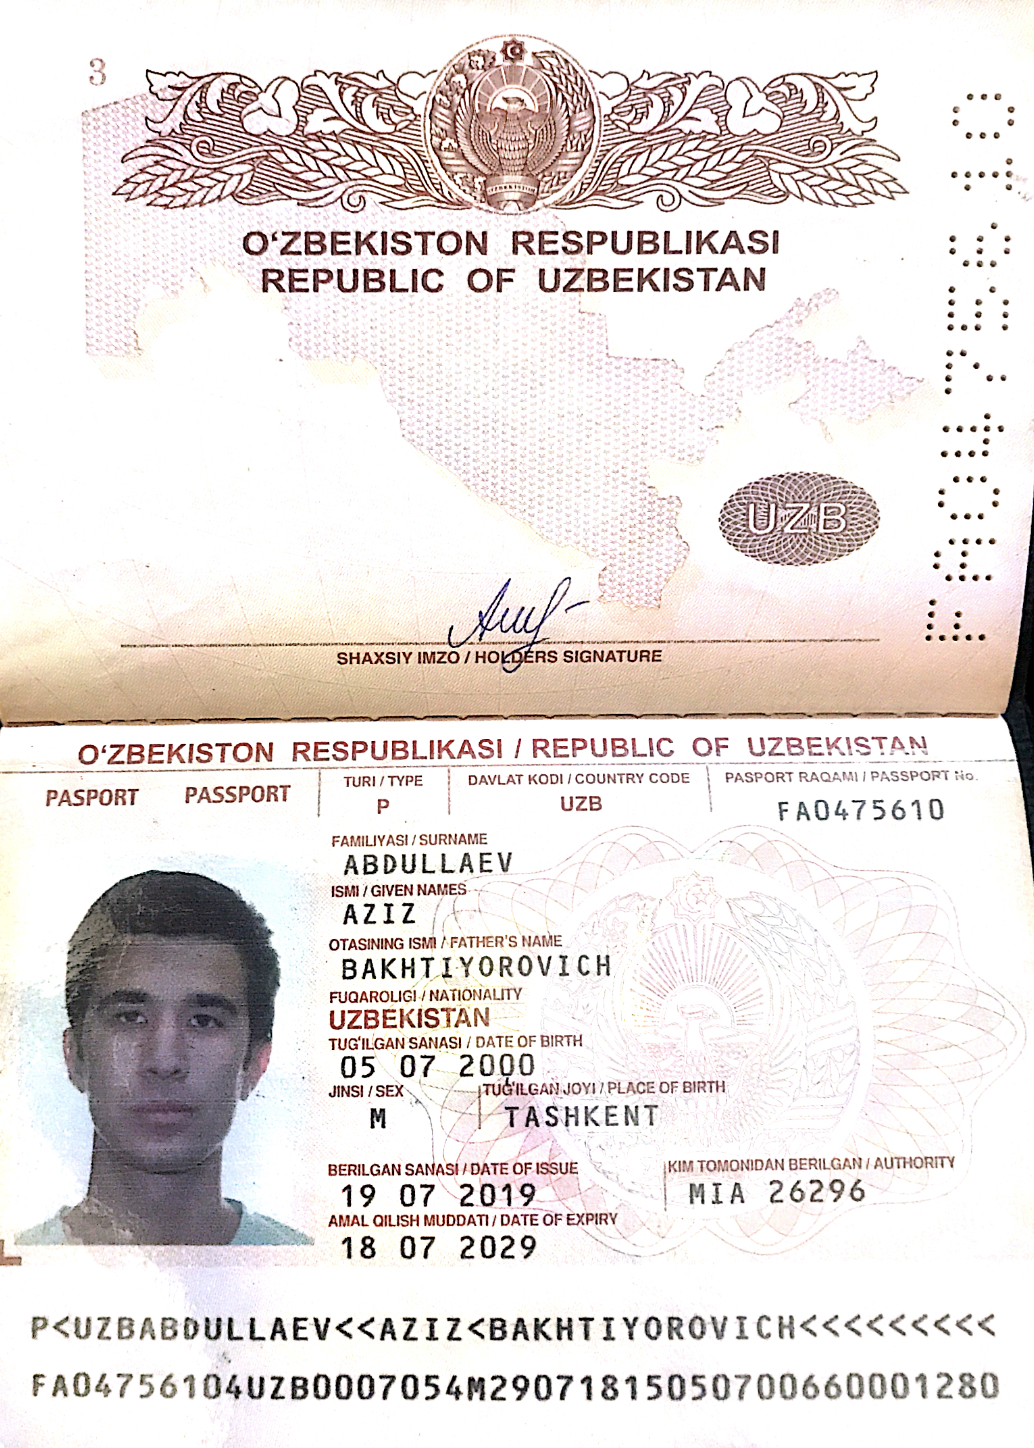 3
O‘ZBEKISTON RESPUBLIKASI
REPUBLIC OF UZBEKISTAN
FA0475610
UZB
SHAXSIY IMZO / HOLDERS SIGNATURE
O‘ZBEKISTON RESPUBLIKASI / REPUBLIC OF UZBEKISTAN
PASPORT PASSPORT
TURI / TYPE
P
DAVLAT KODI / COUNTRY CODE
UZB
PASPORT RAQAMI / PASSPORT No.
FA0475610
FAMILIYASI / SURNAME
ABDULLAEV
ISMI / GIVEN NAMES
AZIZ
OTASINING ISMI / FATHER'S NAME
BAKHTIYOROVICH
FUQAROLIGI / NATIONALITY
UZBEKISTAN
TUG‘ILGAN SANASI / DATE OF BIRTH
05 07 2000
JINSI / SEX
M
TUG‘ILGAN JOYI / PLACE OF BIRTH
TASHKENT
BERILGAN SANASI / DATE OF ISSUE
19 07 2019
KIM TOMONIDAN BERILGAN / AUTHORITY
MIA 26296
AMAL QILISH MUDDATI / DATE OF EXPIRY
18 07 2029
P<UZBABDULLAEV<<AZIZ<BAKHTIYOROVICH<<<<<<<<<
FA04756104UZB0007054M29071815050700660001280